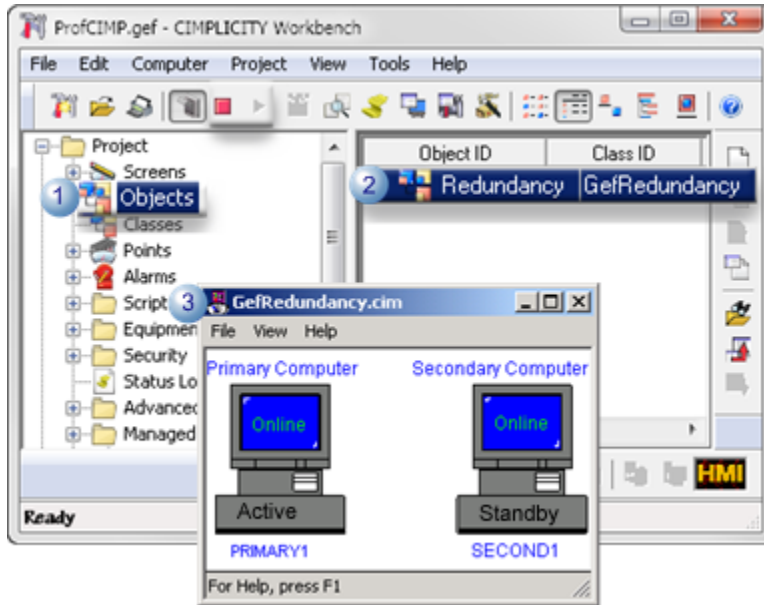 ProfCIMP.gef - CIMPLICITY Workbench
File Edit Computer Project View Tools Help
Project
Screens
1 Objects
Classes
Points
Alarms
Script
Equipmen
Security
Status Lo
Advanced
Managed
Object ID Class ID
2 Redundancy GefRedundancy
3 GefRedundancy.cim
File View Help
Primary Computer Secondary Computer
Online Online
Active Standby
PRIMARY1 SECOND1
For Help, press F1
HMI
Ready